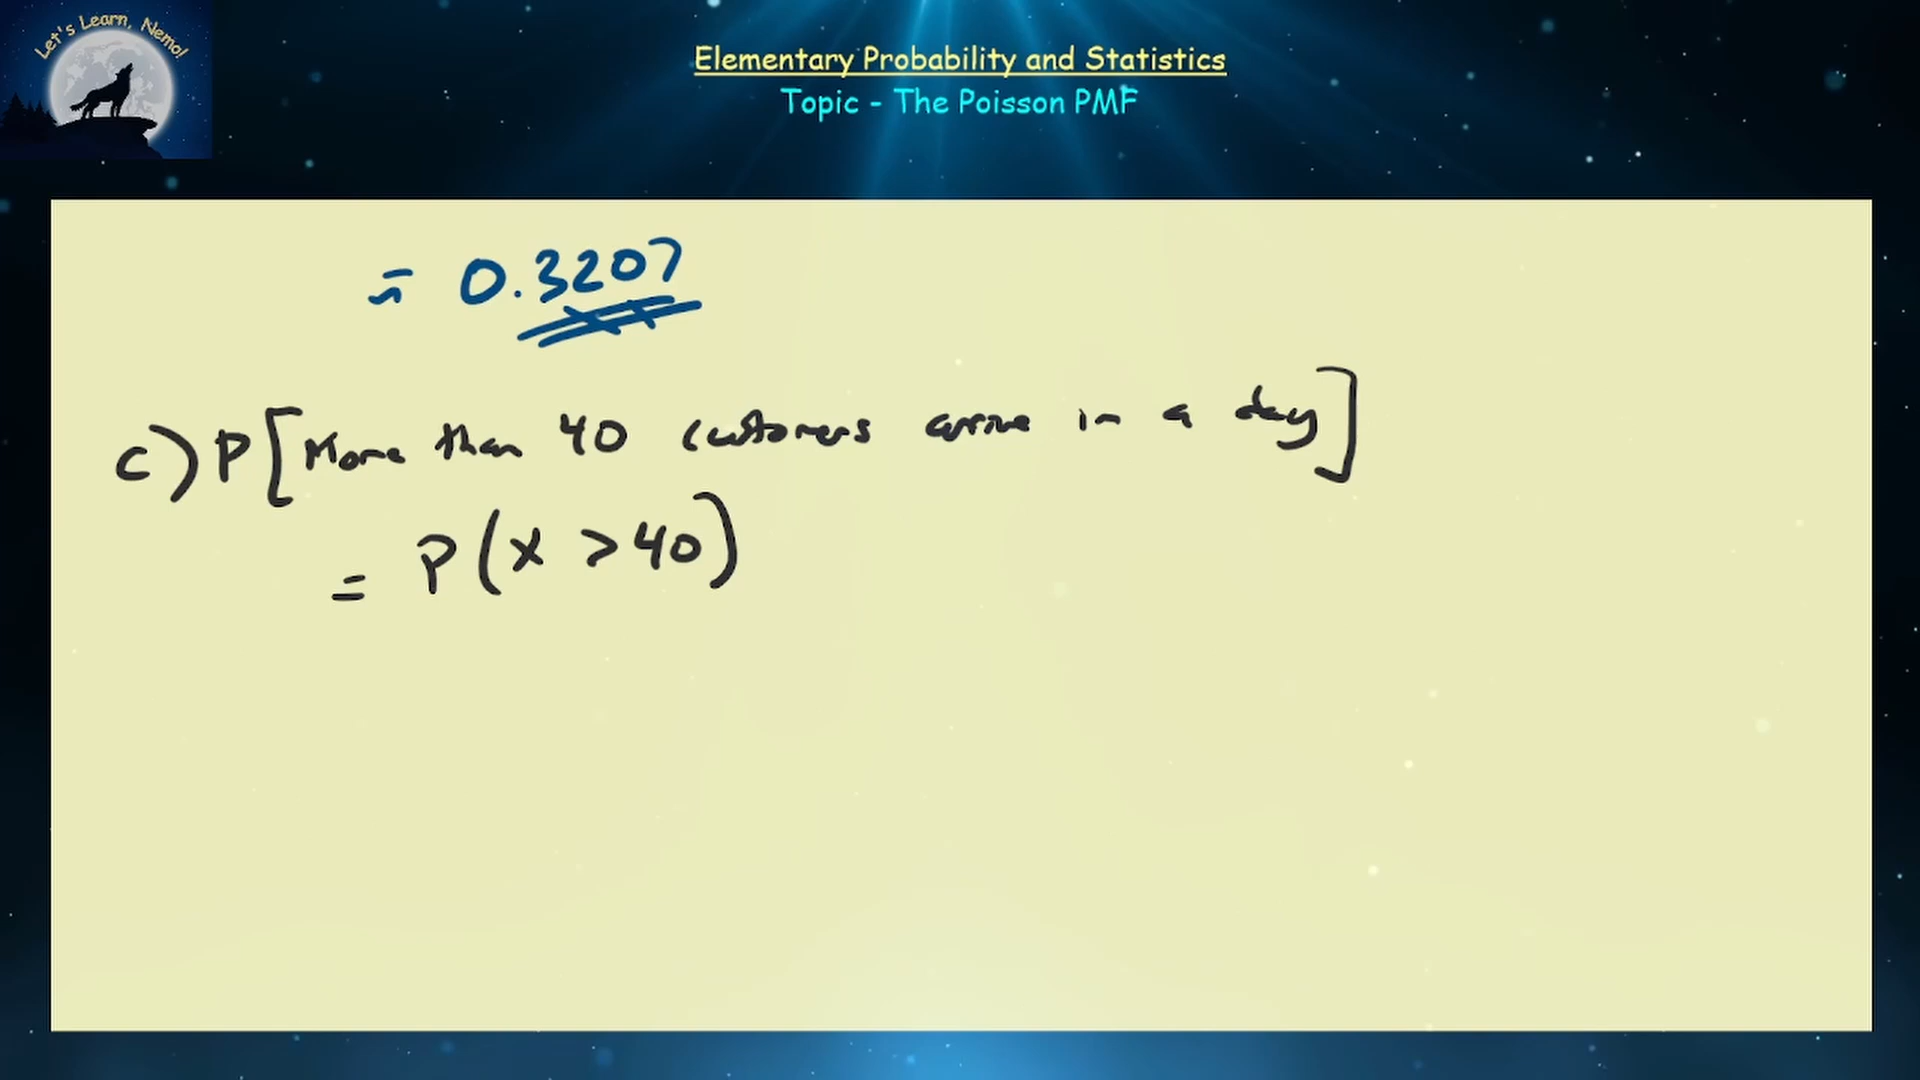 Let's Learn, Nemo!
Elementary Probability and Statistics
Topic - The Poisson PMF
= 0.3207
c) P[More than 40 customers arrive in a day]
= P(x > 40)